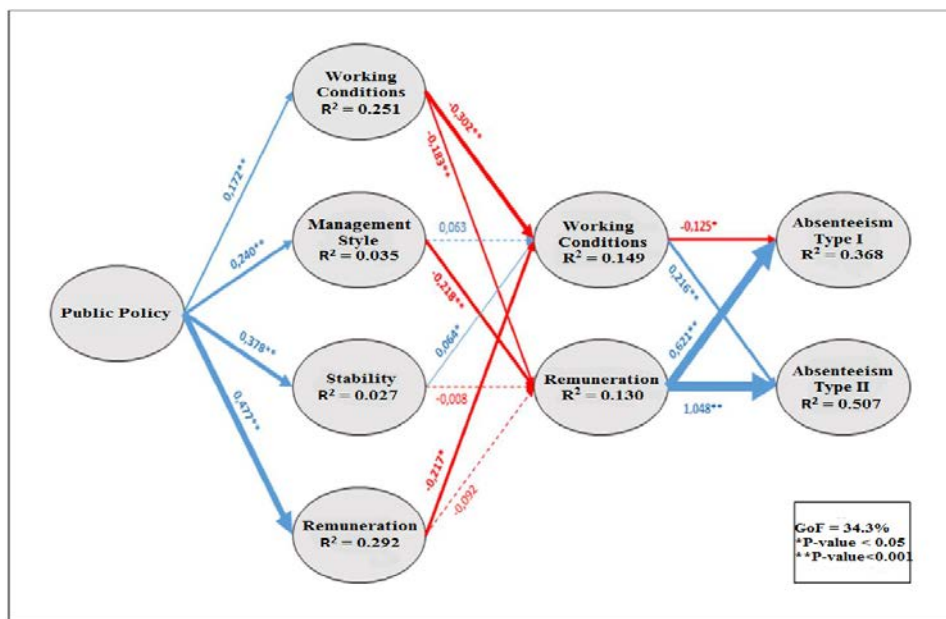 Working
Conditions
R² = 0.251
-0,302**
-0,183**
0,172**
Management
Style
R² = 0.035
0,063
Working
Conditions
R² = 0.149
-0,125*
Absenteeism
Type I
R² = 0.368
0,240**
-0,218**
0,216**
Public Policy
0,378**
0,064*
0,621**
Stability
R² = 0.027
-0,008
Remuneration
R² = 0.130
1,048**
Absenteeism
Type II
R² = 0.507
0,477**
-0,217*
-0,092
Remuneration
R² = 0.292
GoF = 34.3%
*P-value < 0.05
**P-value<0.001